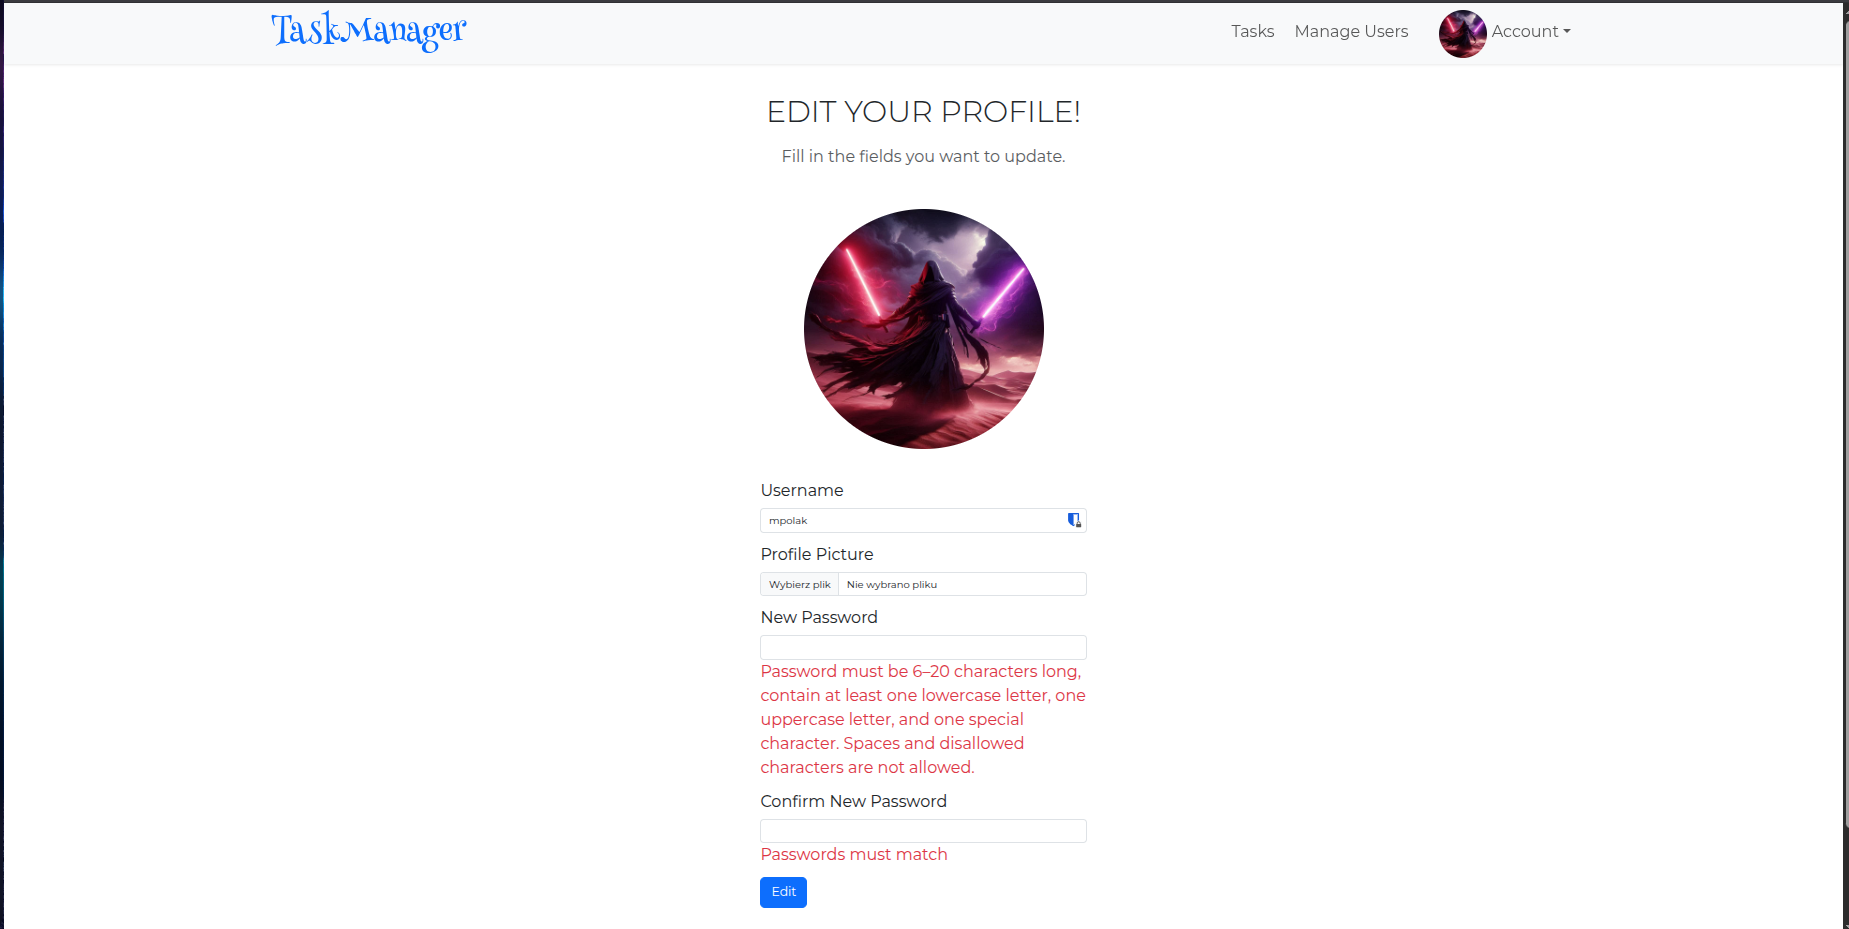 TaskManager
Tasks
Manage Users
Account
EDIT YOUR PROFILE!
Fill in the fields you want to update.
Username
mpolak
Profile Picture
Wybierz plik
Nie wybrano pliku
New Password
Password must be 6–20 characters long,
contain at least one lowercase letter, one
uppercase letter, and one special
character. Spaces and disallowed
characters are not allowed.
Confirm New Password
Passwords must match
Edit